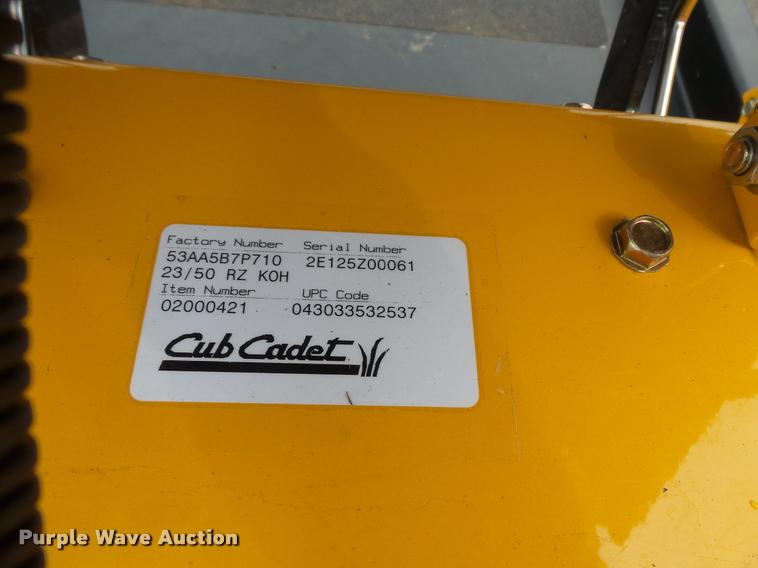 Factory Number Serial Number
53AA5B7P710 2E125Z00061
23/50 RZ KOH
Item Number UPC Code
02000421 043033532537
Cub Cadet
Purple Wave Auction